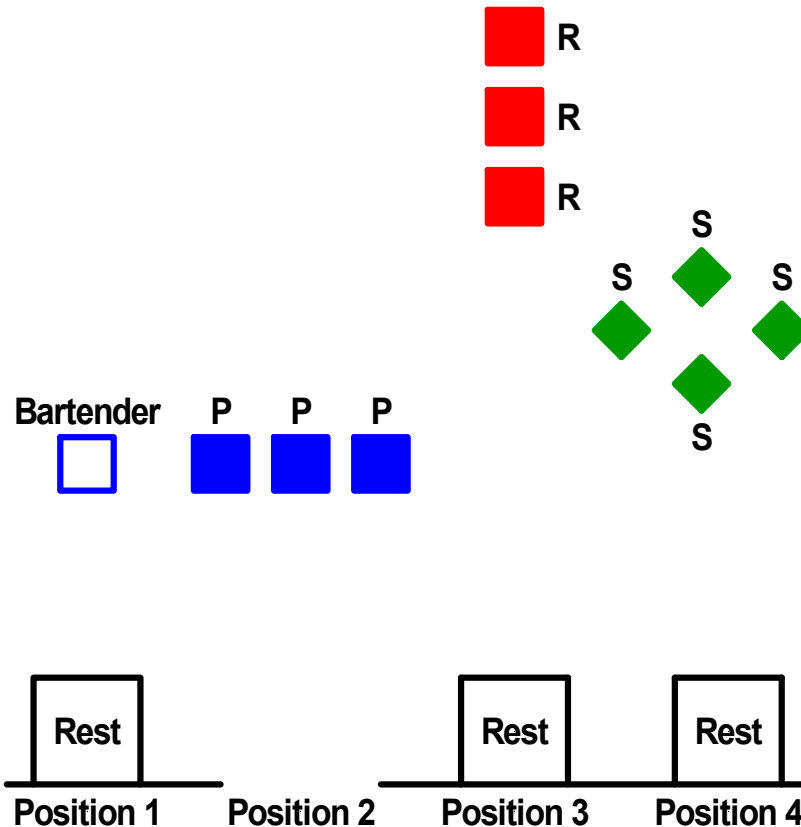 R
R
R
S
S S
Bartender P P P
S
Rest Rest Rest
Position 1 Position 2 Position 3 Position 4